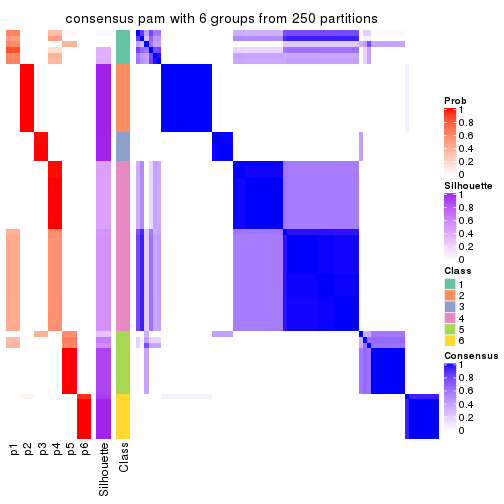 consensus pam with 6 groups from 250 partitions
Prob
1
0.8
0.6
0.4
0.2
0
Silhouette
1
0.8
0.6
0.4
0.2
0
Class
1
2
3
4
5
6
Consensus
1
0.8
0.6
0.4
0.2
0
p1
p2
p3
p4
p5
p6
Silhouette
Class